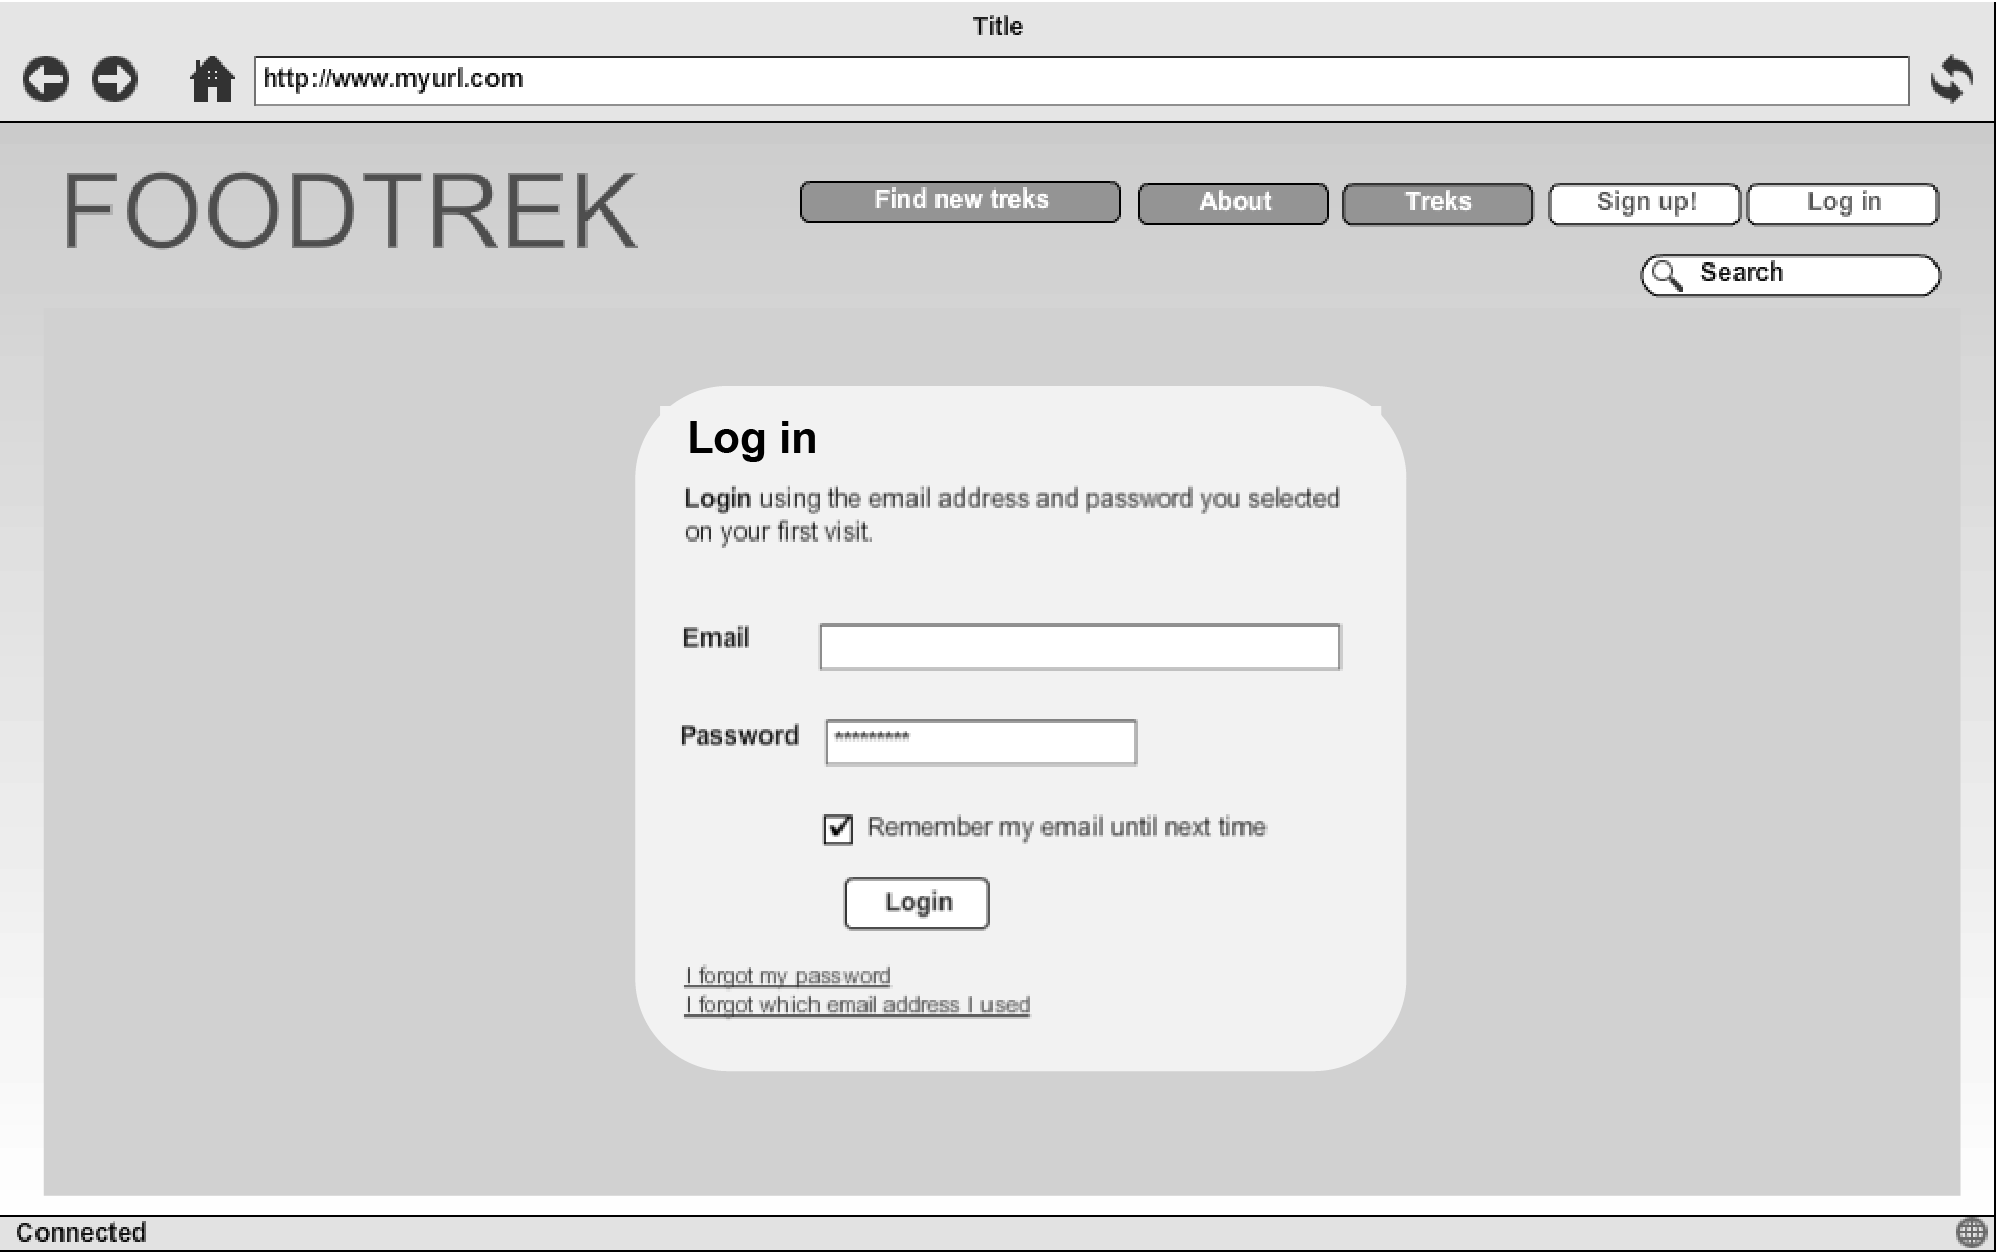 Title
http://www.myurl.com
FOODTREK
Find new treks
About
Treks
Sign up!
Log in
Search
Log in
Login using the email address and password you selected
on your first visit.
Email
Password
*********
Remember my email until next time
Login
I forgot my password
I forgot which email address I used
Connected